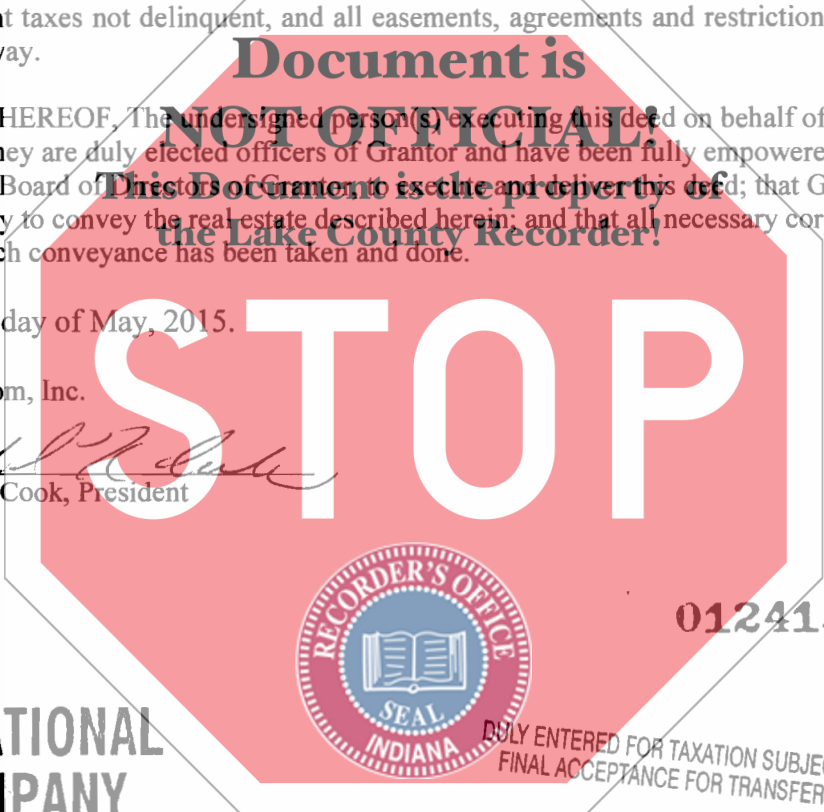 t taxes not delinquent, and all easements, agreements and restriction
ay.
Document is
NOT OFFICIAL!
This Document is the property of
the Lake County Recorder!
HEREOF, The undersigned person(s) executing this deed on behalf of
ey are duly elected officers of Grantor and have been fully empowere
Board of Directors of Grantor, to execute and deliver this deed; that G
y to convey the real estate described herein; and that all necessary cor
h conveyance has been taken and done.
day of May, 2015.
m, Inc.
Cook, President
STOP
RECORDER'S OFFICE
SEAL
INDIANA
01241
TIONAL
PANY
DULY ENTERED FOR TAXATION SUBJE
FINAL ACCEPTANCE FOR TRANSFER